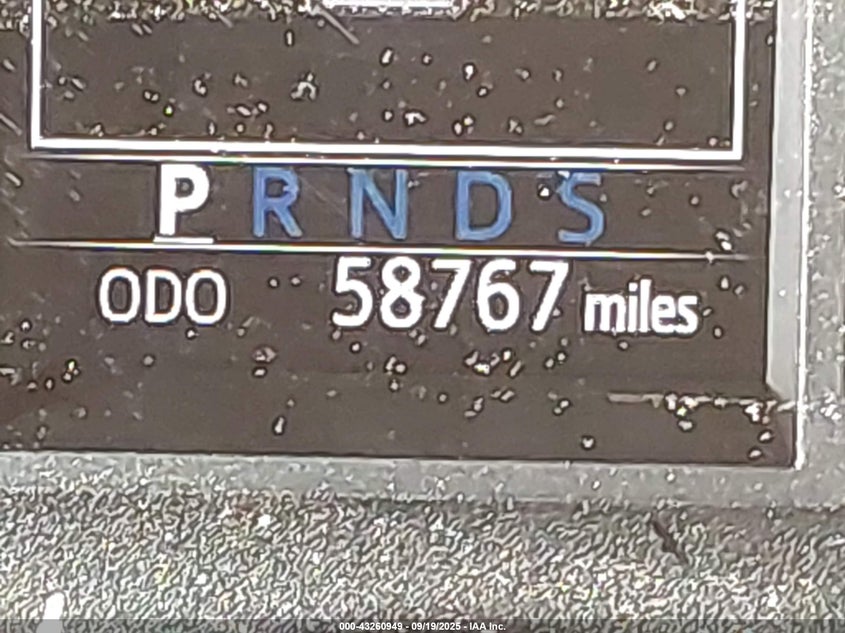 P R N D S
ODO 58767 miles
000-43260949 - 09/19/2025 - IAA Inc.